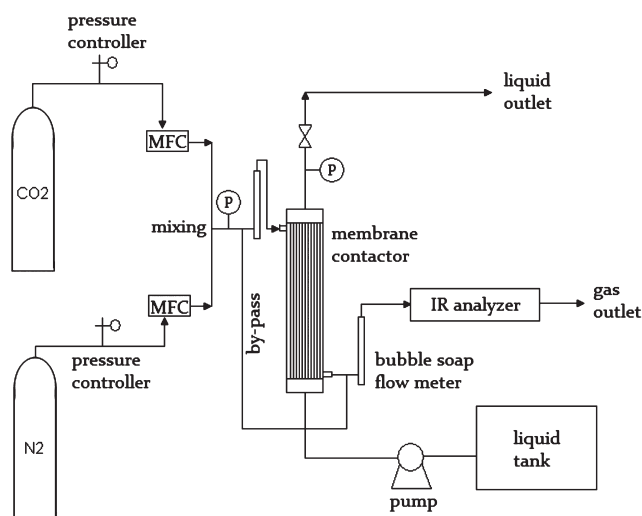 pressure
controller
liquid
outlet
MFC
CO2
P
P
mixing
membrane
contactor
MFC
IR analyzer
gas
outlet
by-pass
pressure
controller
bubble soap
flow meter
N2
liquid
tank
pump